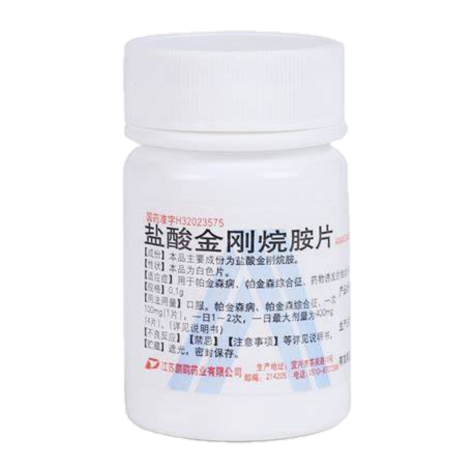 国药准字H32023575
盐酸金刚烷胺片
【成份】本品主要成份为盐酸金刚烷胺。
【性状】本品为白色片。
【适应症】用于帕金森病、帕金森综合征、药物诱发的
【规格】0.1g
【用法用量】口服。帕金森病、帕金森综合征、一次
100mg(1片)，一日1—2次，一日最大剂量为400mg
(4片)。(详见说明书)
【不良反应】【禁忌】【注意事项】等详见说明书。
【贮藏】遮光，密封保存。
江苏鹏鹞药业有限公司
生产地址：宜兴市
邮编：214205 电话：0510-